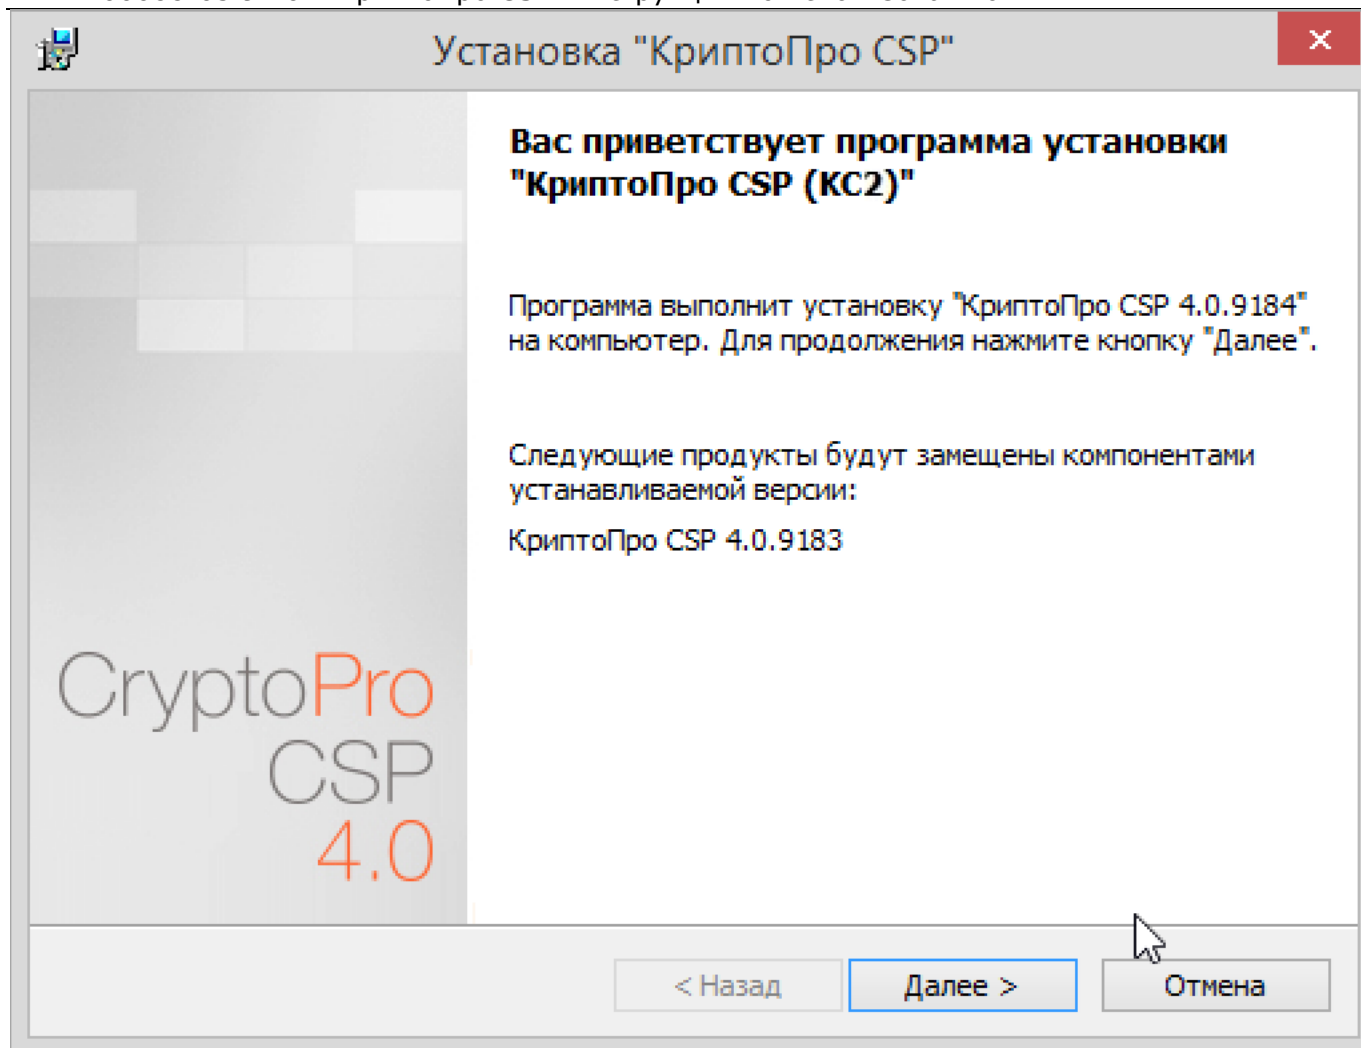 Установка "КриптоПро CSP"
Вас приветствует программа установки
"КриптоПро CSP (KC2)"
Программа выполнит установку "КриптоПро CSP 4.0.9184"
на компьютер. Для продолжения нажмите кнопку "Далее".
Следующие продукты будут замещены компонентами
устанавливаемой версии:
КриптоПро CSP 4.0.9183
CryptoPro
CSP
4.0
< Назад
Далее >
Отмена